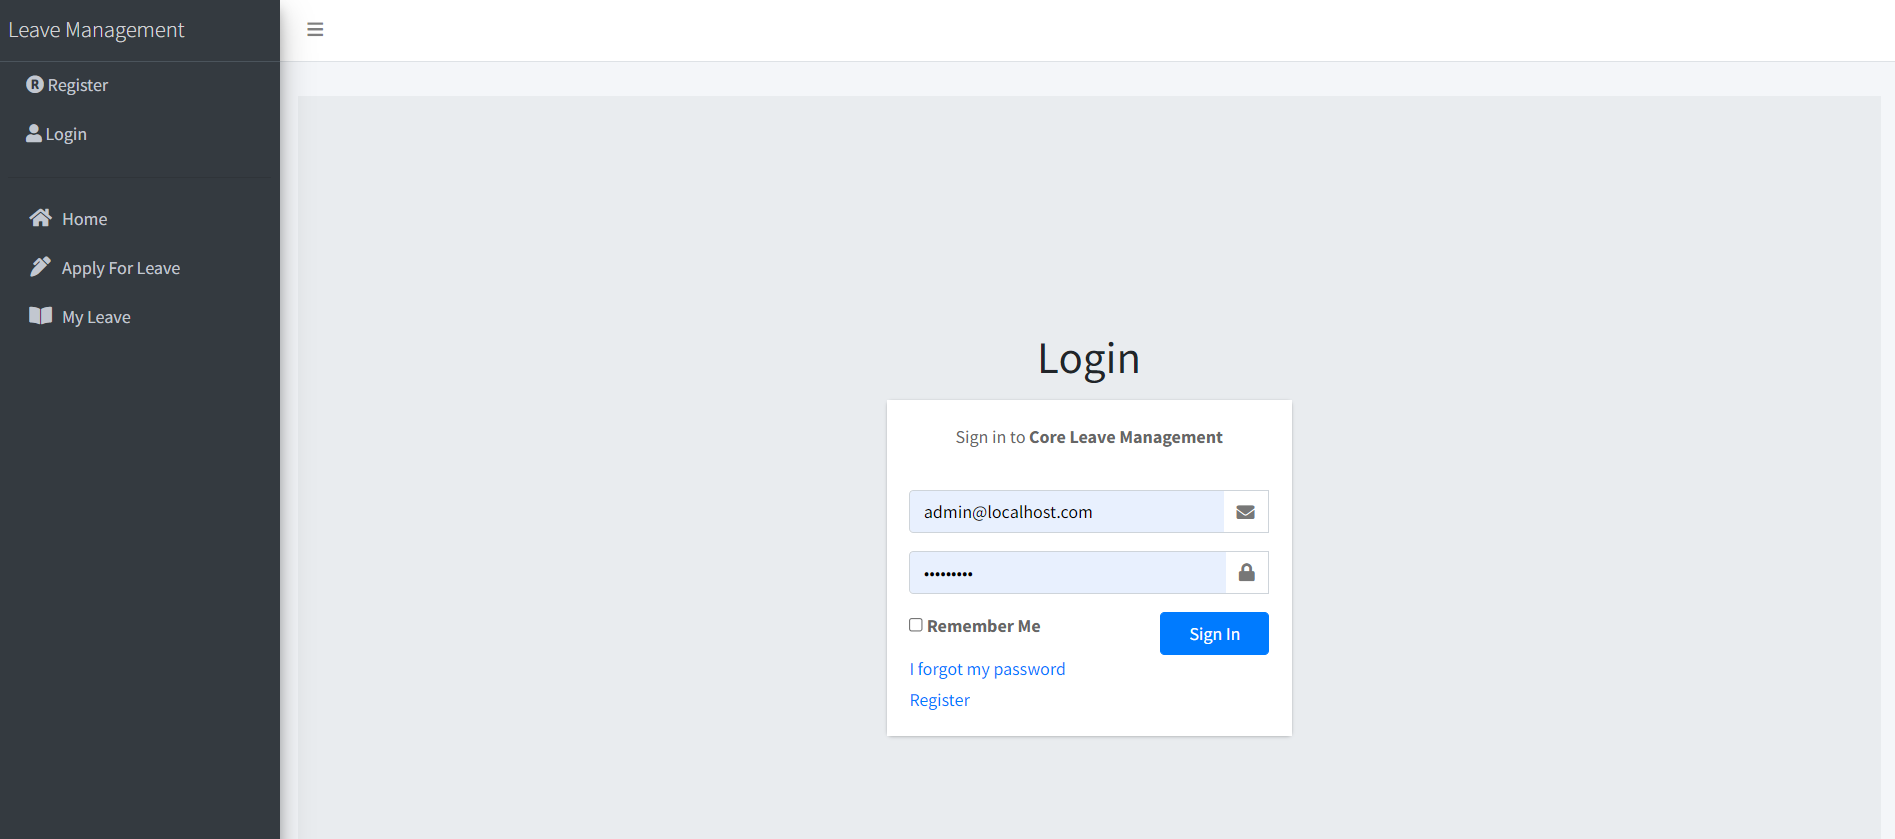 Leave Management
Register
Login
Home
Apply For Leave
My Leave
Login
Sign in to Core Leave Management
admin@localhost.com
•••••••••
Remember Me
Sign In
I forgot my password
Register